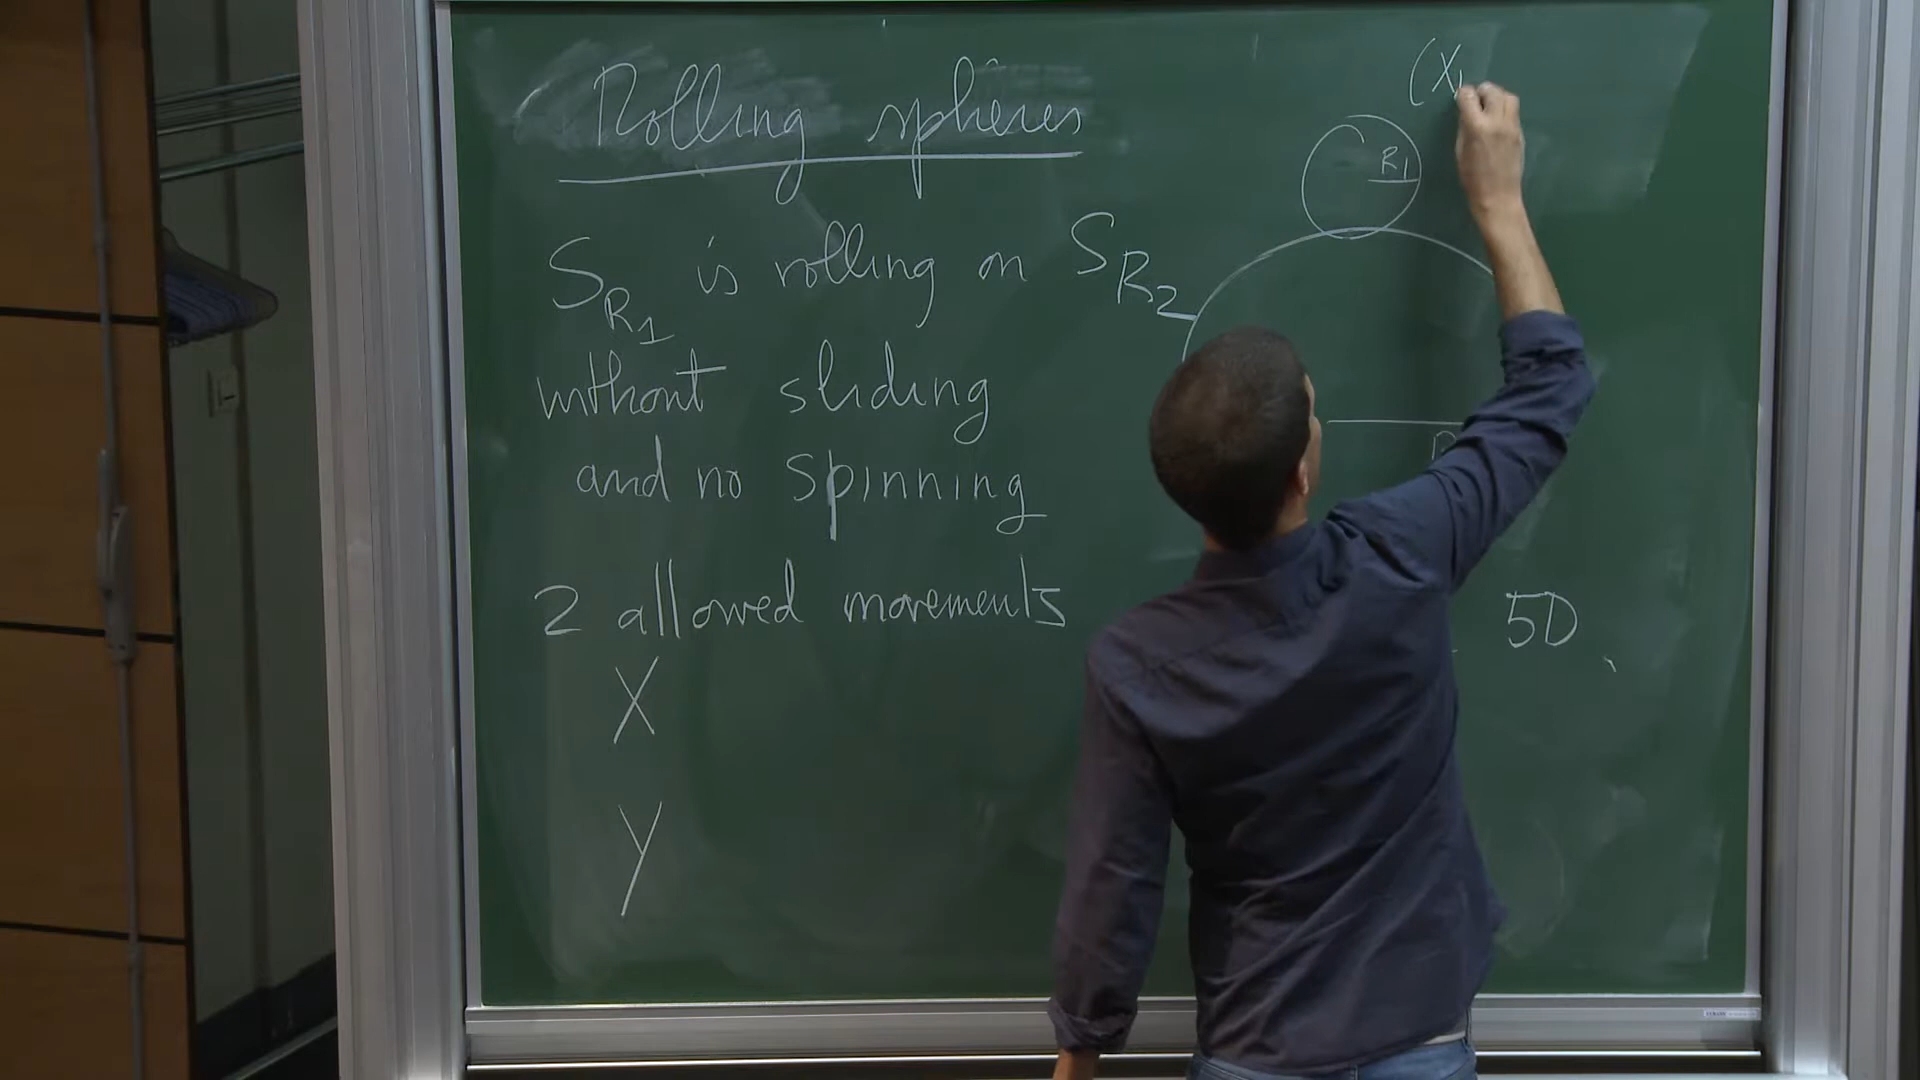 Rolling spheres
S_{R_1} is rolling on S_{R_2}
without sliding
and no spinning
2 allowed movements
X
Y
(X_1
R_1
5D